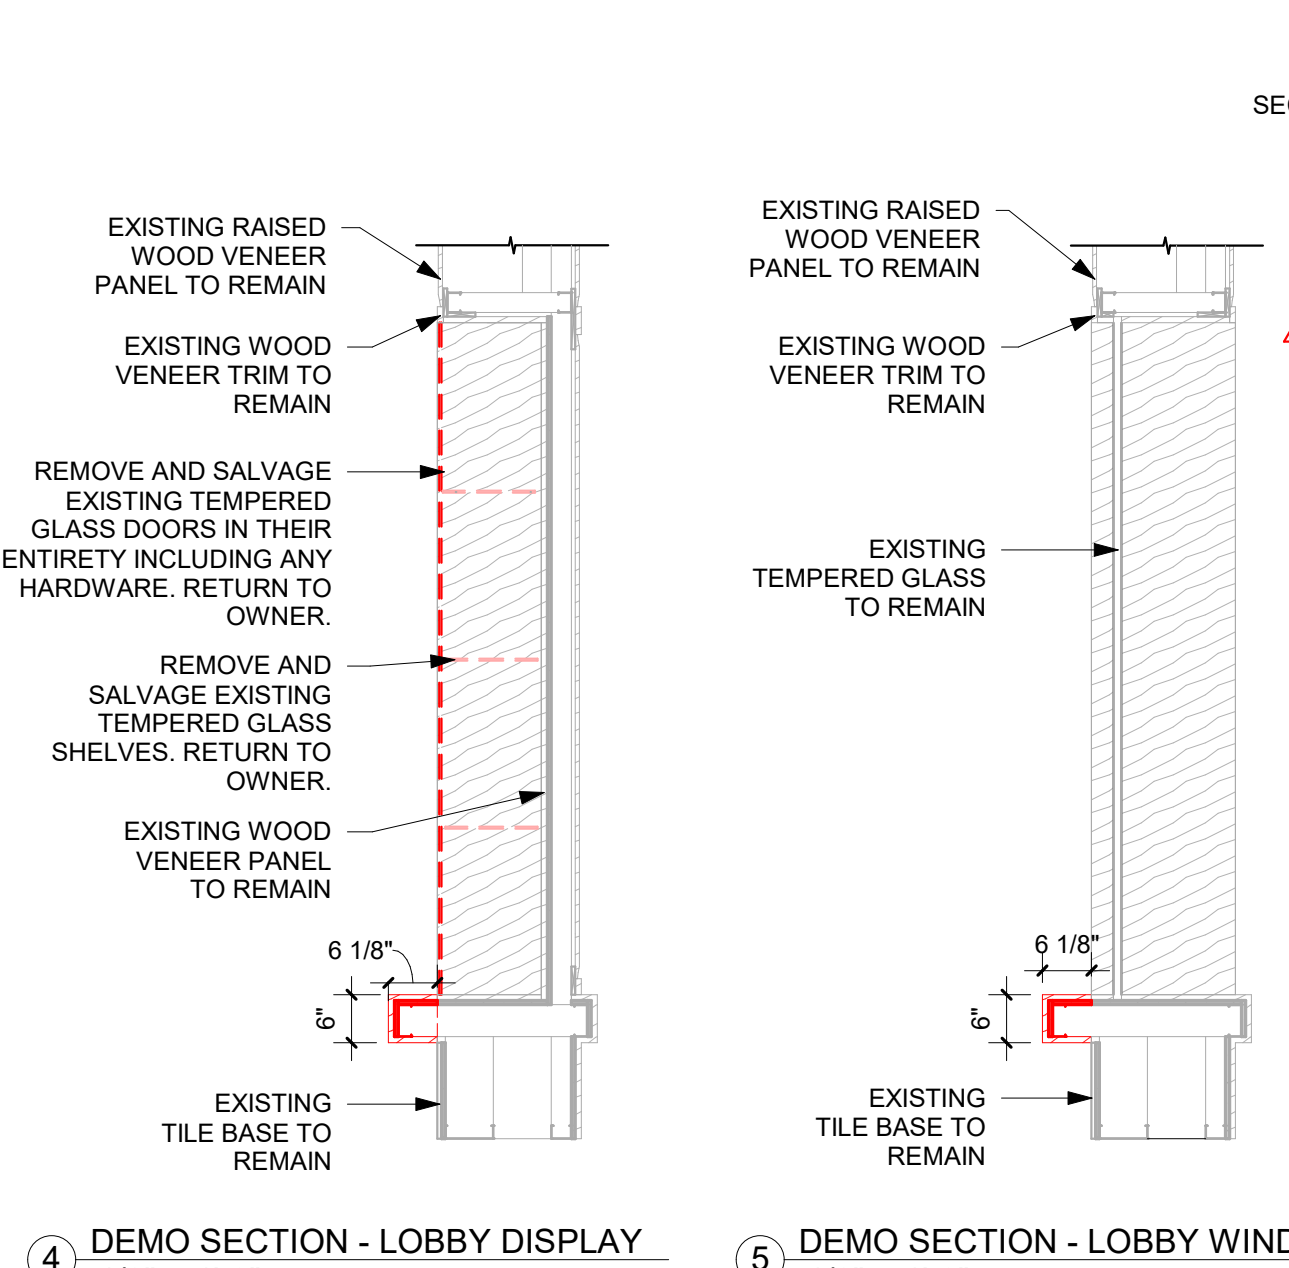 EXISTING RAISED
WOOD VENEER
PANEL TO REMAIN
EXISTING WOOD
VENEER TRIM TO
REMAIN
REMOVE AND SALVAGE
EXISTING TEMPERED
GLASS DOORS IN THEIR
ENTIRETY INCLUDING ANY
HARDWARE. RETURN TO
OWNER.
REMOVE AND
SALVAGE EXISTING
TEMPERED GLASS
SHELVES. RETURN TO
OWNER.
EXISTING WOOD
VENEER PANEL
TO REMAIN
6 1/8"
6"
EXISTING
TILE BASE TO
REMAIN
4 DEMO SECTION - LOBBY DISPLAY
EXISTING RAISED
WOOD VENEER
PANEL TO REMAIN
EXISTING WOOD
VENEER TRIM TO
REMAIN
EXISTING
TEMPERED GLASS
TO REMAIN
6 1/8"
6"
EXISTING
TILE BASE TO
REMAIN
5 DEMO SECTION - LOBBY WIND